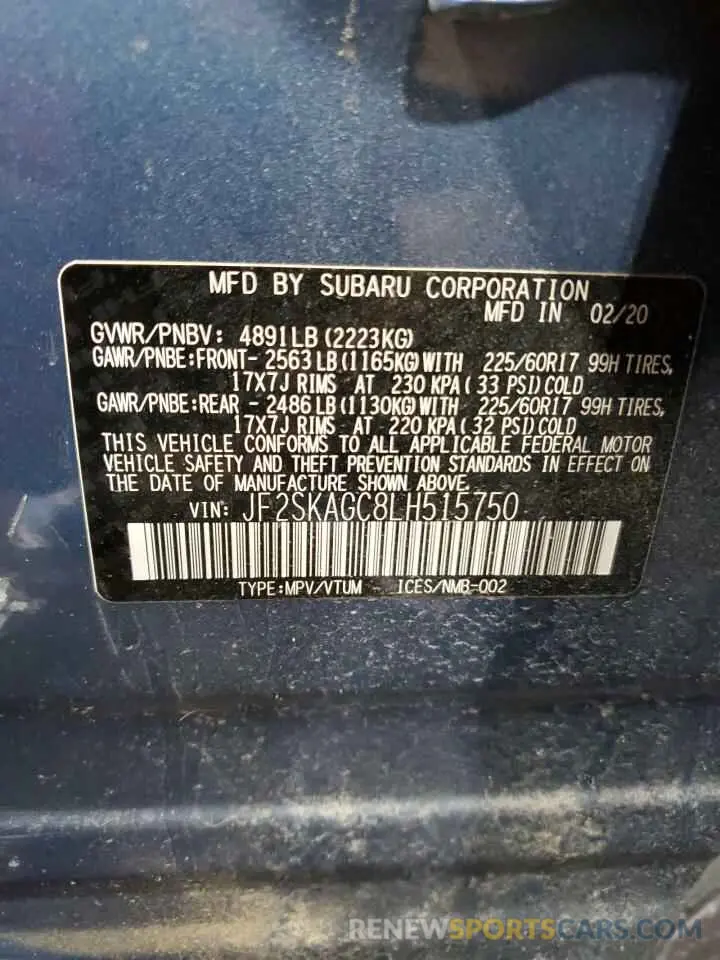 MFD BY SUBARU CORPORATION
MFD IN 02/20
GVWR/PNBV: 4891LB (2223KG)
GAWR/PNBE:FRONT- 2563LB(1165KG)WITH 225/60R17 99H TIRES,
17X7J RIMS AT 230 KPA (33 PSI)COLD
GAWR/PNBE:REAR - 2486LB(1130KG)WITH 225/60R17 99H TIRES,
17X7J RIMS AT 220 KPA (32 PSI)COLD
THIS VEHICLE CONFORMS TO ALL APPLICABLE FEDERAL MOTOR
VEHICLE SAFETY AND THEFT PREVENTION STANDARDS IN EFFECT ON
THE DATE OF MANUFACTURE SHOWN ABOVE.
VIN: JF2SKAGC8LH515750
TYPE:MPV/VTUM - ICES/NMB-002
RENEWSPORTSCARS.COM